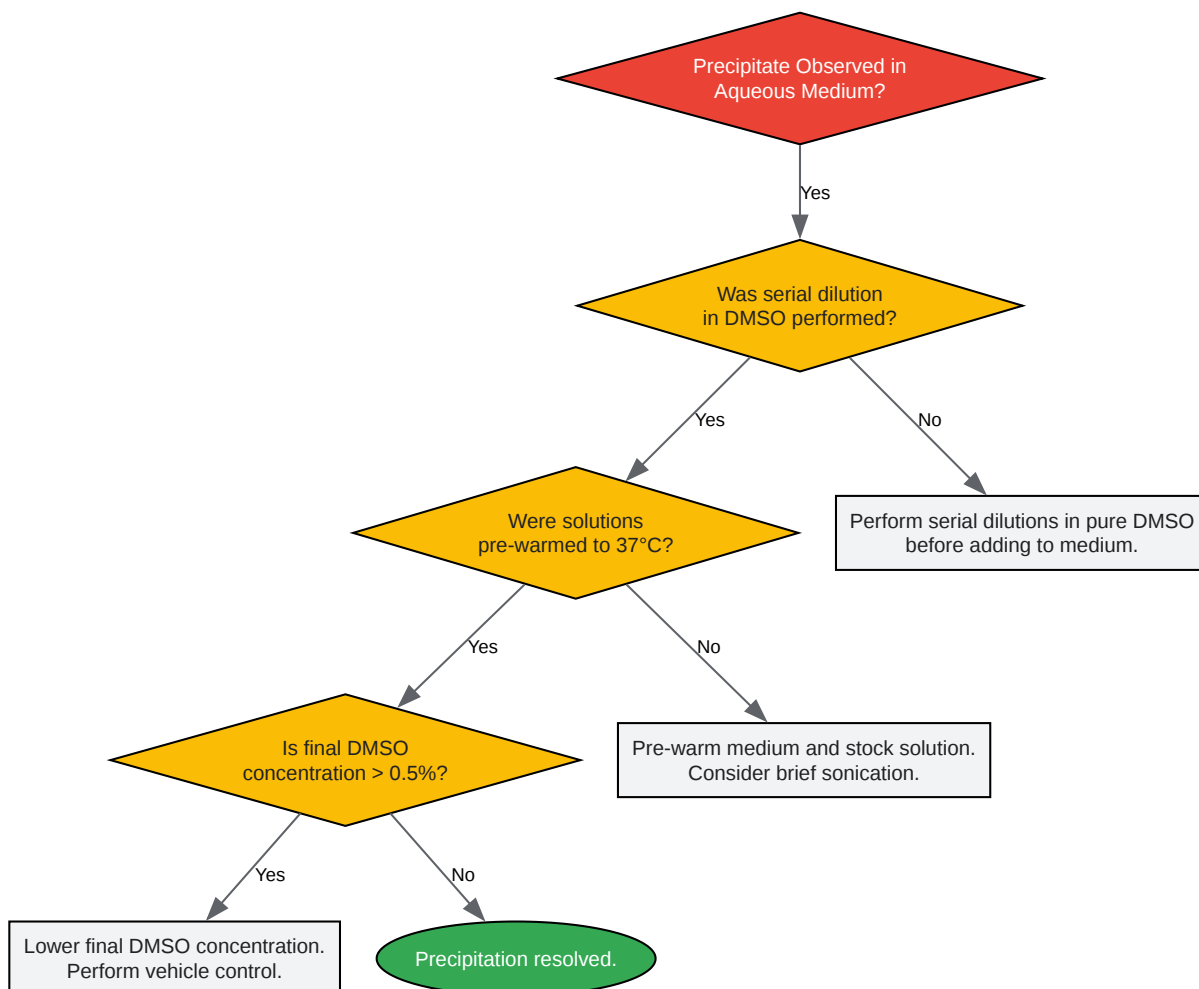 Precipitate Observed in
Aqueous Medium?
Yes
Was serial dilution
in DMSO performed?
Yes
No
Were solutions
pre-warmed to 37°C?
Perform serial dilutions in pure DMSO
before adding to medium.
Yes
No
Is final DMSO
concentration > 0.5%?
Pre-warm medium and stock solution.
Consider brief sonication.
Yes
No
Lower final DMSO concentration.
Perform vehicle control.
Precipitation resolved.